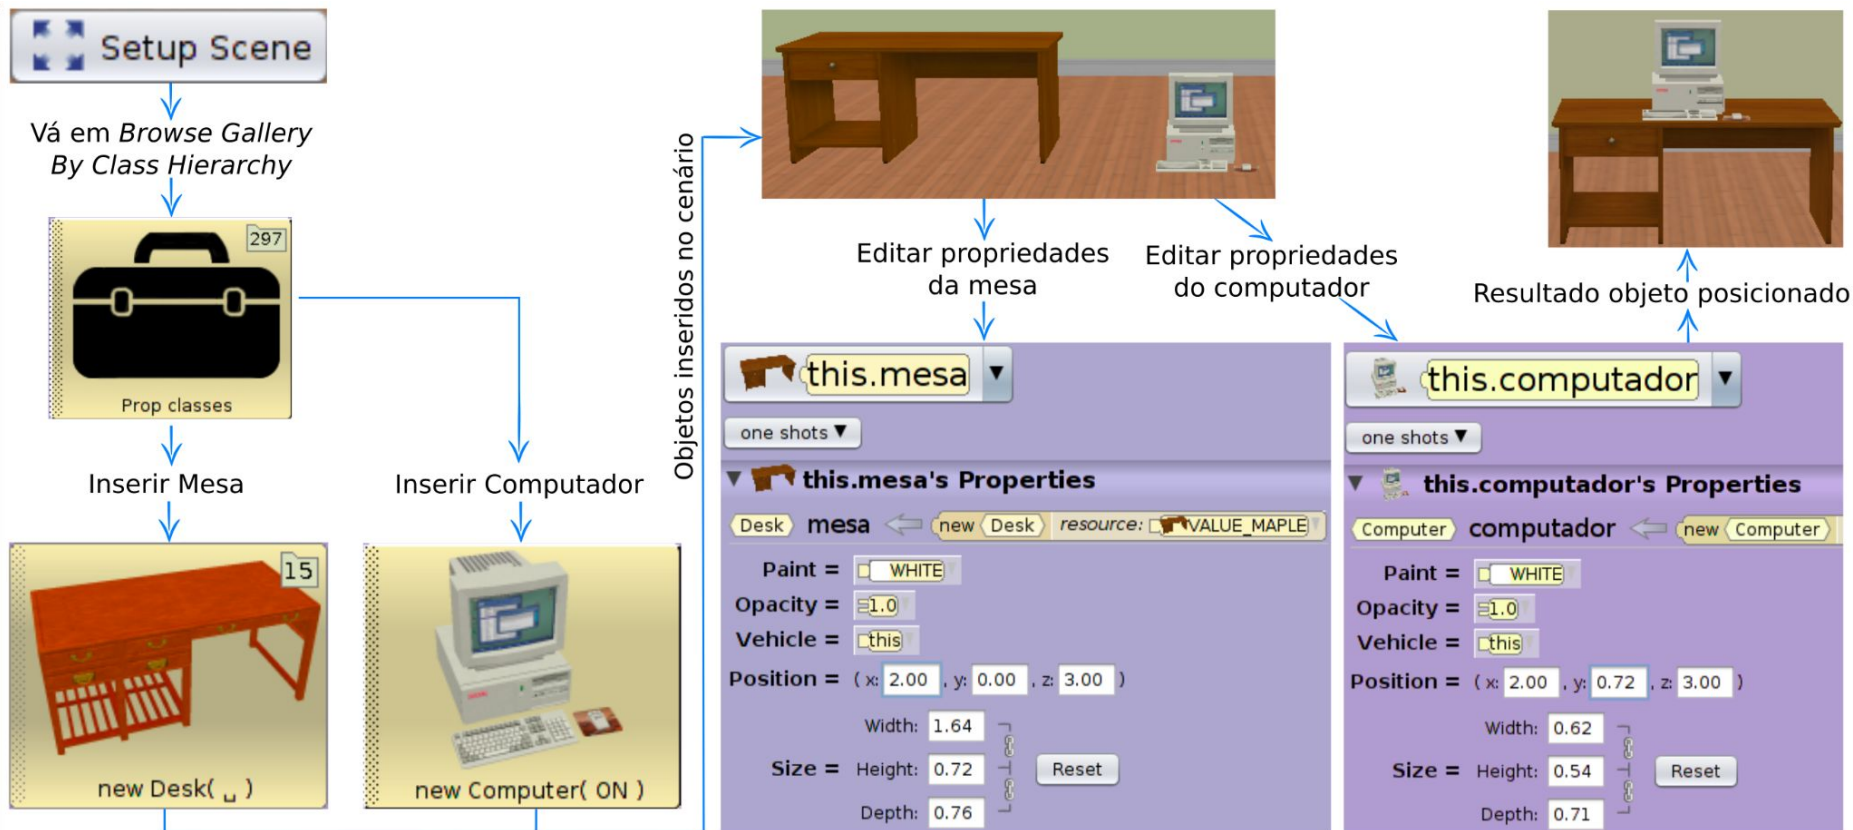 Setup Scene
Vá em Browse Gallery
By Class Hierarchy
297
Prop classes
Inserir Mesa
Inserir Computador
15
new Desk( ␣ )
new Computer( ON )
Objetos inseridos no cenário
Editar propriedades
da mesa
Editar propriedades
do computador
Resultado objeto posicionado
this.mesa
one shots
this.mesa's Properties
Desk mesa new Desk resource: VALUE_MAPLE
Paint = WHITE
Opacity = 1.0
Vehicle = this
Position = ( x: 2.00 , y: 0.00 , z: 3.00 )
Width: 1.64
Size = Height: 0.72 Reset
Depth: 0.76
this.computador
one shots
this.computador's Properties
Computer computador new Computer
Paint = WHITE
Opacity = 1.0
Vehicle = this
Position = ( x: 2.00 , y: 0.72 , z: 3.00 )
Width: 0.62
Size = Height: 0.54 Reset
Depth: 0.71